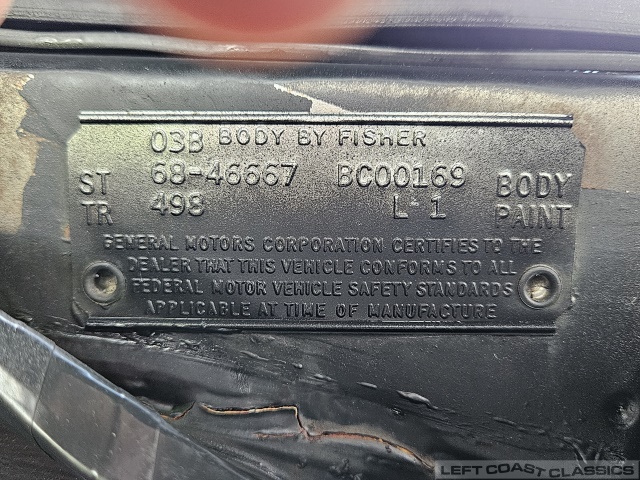 03B BODY BY FISHER
ST 68-46667 BC00169 BODY
TR 498 L-1 PAINT
GENERAL MOTORS CORPORATION CERTIFIES TO THE
DEALER THAT THIS VEHICLE CONFORMS TO ALL
FEDERAL MOTOR VEHICLE SAFETY STANDARDS
APPLICABLE AT TIME OF MANUFACTURE
LEFT COAST CLASSICS